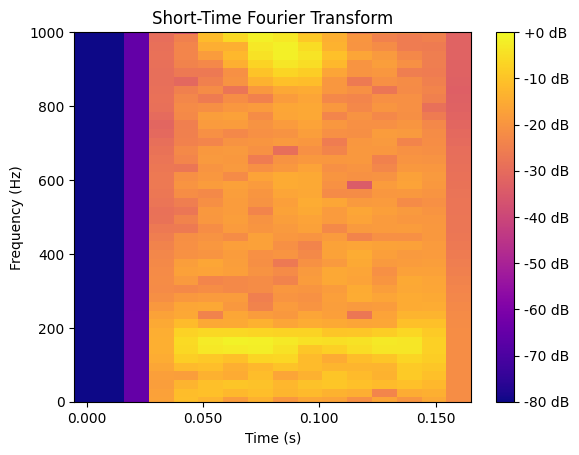 Short-Time Fourier Transform
1000
800
600
400
200
0
Frequency (Hz)
0.000
0.050
0.100
0.150
Time (s)
+0 dB
-10 dB
-20 dB
-30 dB
-40 dB
-50 dB
-60 dB
-70 dB
-80 dB